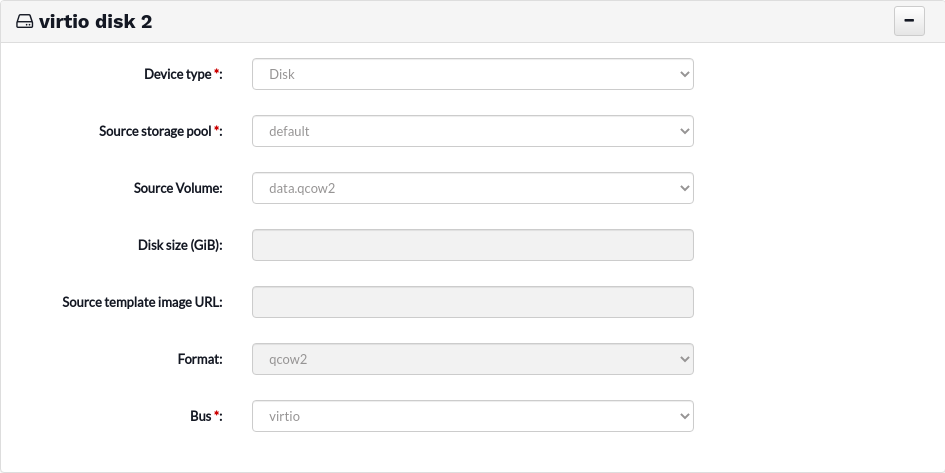 virtio disk 2
Device type *: Disk
Source storage pool *: default
Source Volume: data.qcow2
Disk size (GiB):
Source template image URL:
Format: qcow2
Bus *: virtio